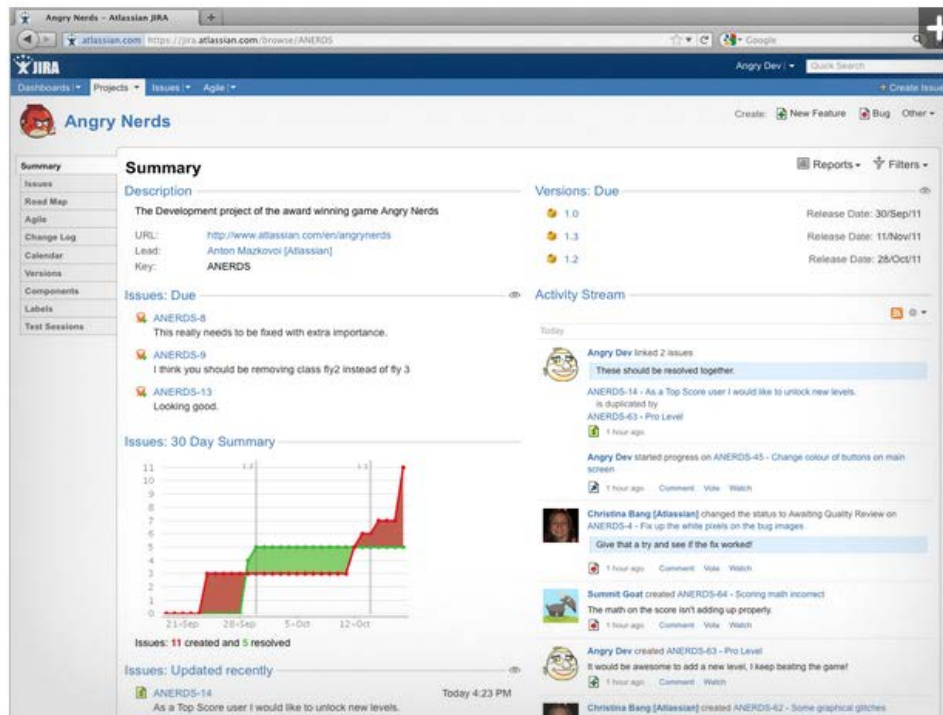 Angry Nerds - Atlassian JIRA
atlassian.com https://jira.atlassian.com/browse/ANERDS
Google
JIRA
Angry Dev
Quick Search
Dashboards Projects Issues Agile
+ Create Issue
Angry Nerds
Create: New Feature Bug Other
Summary
Issues
Road Map
Agile
Change Log
Calendar
Versions
Components
Labels
Test Sessions
Summary
Reports Filters
Description
The Development project of the award winning game Angry Nerds
URL: http://www.atlassian.com/en/angrynerds
Lead: Anton Mazkovoi [Atlassian]
Key: ANERDS
Issues: Due
ANERDS-8
This really needs to be fixed with extra importance.
ANERDS-9
I think you should be removing class fly2 instead of fly 3
ANERDS-13
Looking good.
Issues: 30 Day Summary
11
10
9
8
7
6
5
4
3
2
1
0
1.2 1.3
21-Sep 28-Sep 5-Oct 12-Oct
Issues: 11 created and 5 resolved
Issues: Updated recently
ANERDS-14 Today 4:23 PM
As a Top Score user I would like to unlock new levels.
Versions: Due
1.0 Release Date: 30/Sep/11
1.3 Release Date: 11/Nov/11
1.2 Release Date: 28/Oct/11
Activity Stream
Today
Angry Dev linked 2 issues
These should be resolved together.
ANERDS-14 - As a Top Score user I would like to unlock new levels.
is duplicated by
ANERDS-63 - Pro Level
1 hour ago
Angry Dev started progress on ANERDS-45 - Change colour of buttons on main
screen
1 hour ago Comment Vote Watch
Christina Bang [Atlassian] changed the status to Awaiting Quality Review on
ANERDS-4 - Fix up the white pixels on the bug images
Give that a try and see if the fix worked!
1 hour ago Comment Vote Watch
Summit Goat created ANERDS-64 - Scoring math incorrect
The math on the score isn't adding up properly.
1 hour ago Comment Vote Watch
Angry Dev created ANERDS-63 - Pro Level
It would be awesome to add a new level, I keep beating the game!
1 hour ago Comment Watch
Christina Bang [Atlassian] created ANERDS-62 - Some graphical glitches